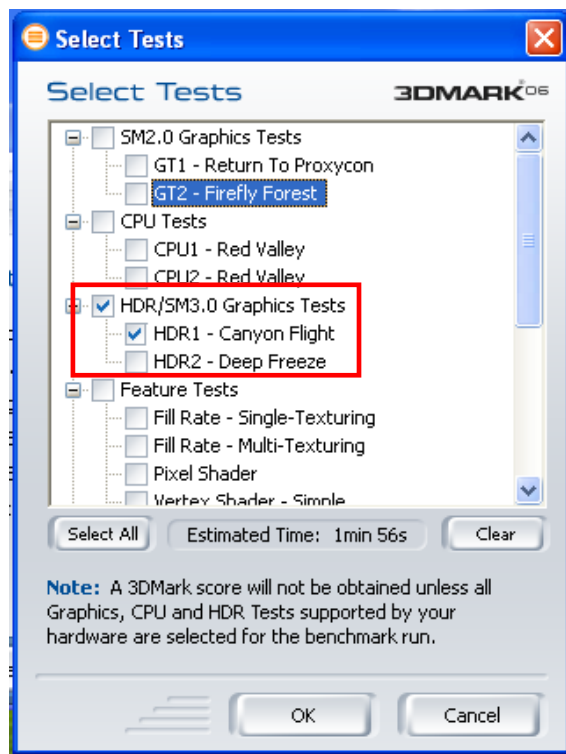 Select Tests
Select Tests 3DMARK®06
SM2.0 Graphics Tests
GT1 - Return To Proxycon
GT2 - Firefly Forest
CPU Tests
CPU1 - Red Valley
CPU2 - Red Valley
HDR/SM3.0 Graphics Tests
HDR1 - Canyon Flight
HDR2 - Deep Freeze
Feature Tests
Fill Rate - Single-Texturing
Fill Rate - Multi-Texturing
Pixel Shader
Vertex Shader - Simple
Select All Estimated Time: 1min 56s Clear
Note: A 3DMark score will not be obtained unless all
Graphics, CPU and HDR Tests supported by your
hardware are selected for the benchmark run.
OK Cancel